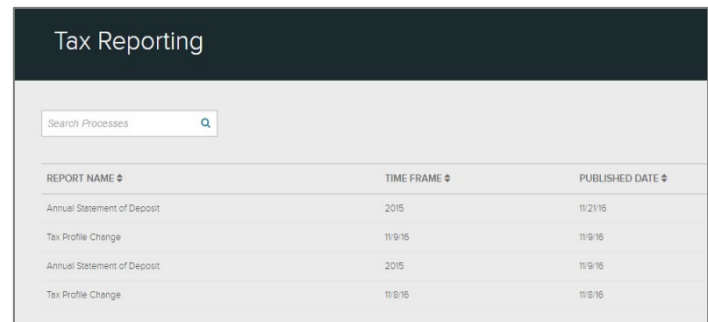 Tax Reporting
Search Processes
REPORT NAME TIME FRAME PUBLISHED DATE
Annual Statement of Deposit 2015 11/21/16
Tax Profile Change 11/9/16 11/9/16
Annual Statement of Deposit 2015 11/9/16
Tax Profile Change 11/8/16 11/8/16